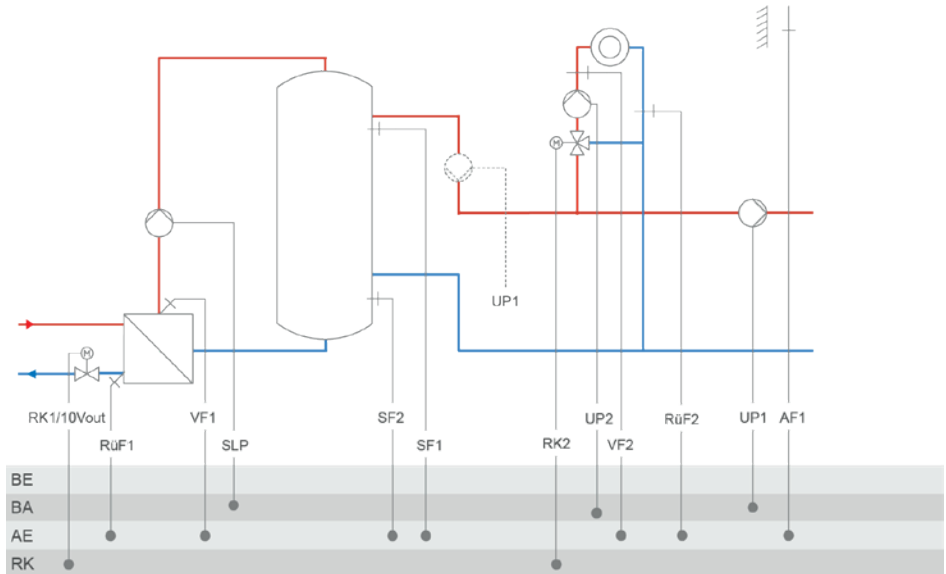 M
UP1
M
RK1/10Vout
VF1
SF2
UP2
RüF2
UP1
AF1
RüF1
SLP
SF1
RK2
VF2
BE
BA
AE
RK